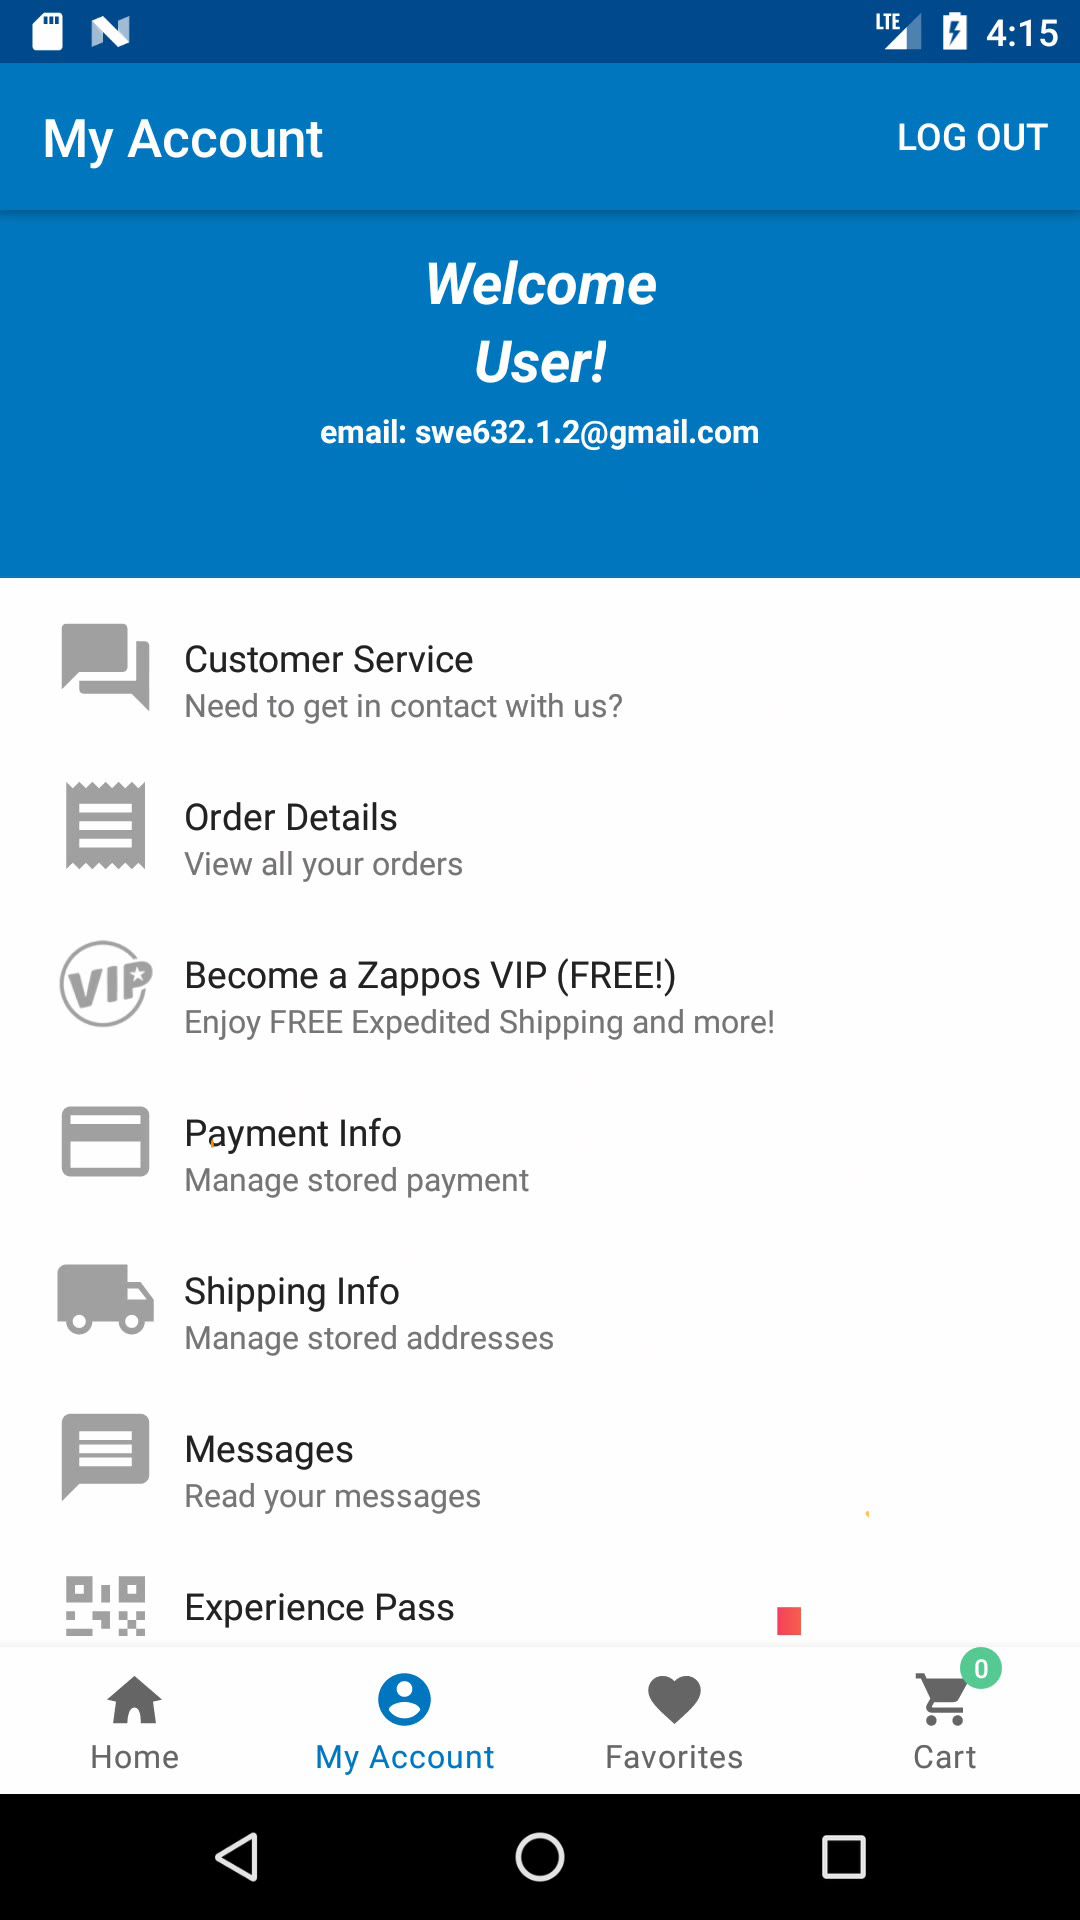 LTE 4:15
My Account LOG OUT
Welcome
User!
email: swe632.1.2@gmail.com
Customer Service
Need to get in contact with us?
Order Details
View all your orders
VIP
Become a Zappos VIP (FREE!)
Enjoy FREE Expedited Shipping and more!
Payment Info
Manage stored payment
Shipping Info
Manage stored addresses
Messages
Read your messages
Experience Pass
0
Home My Account Favorites Cart